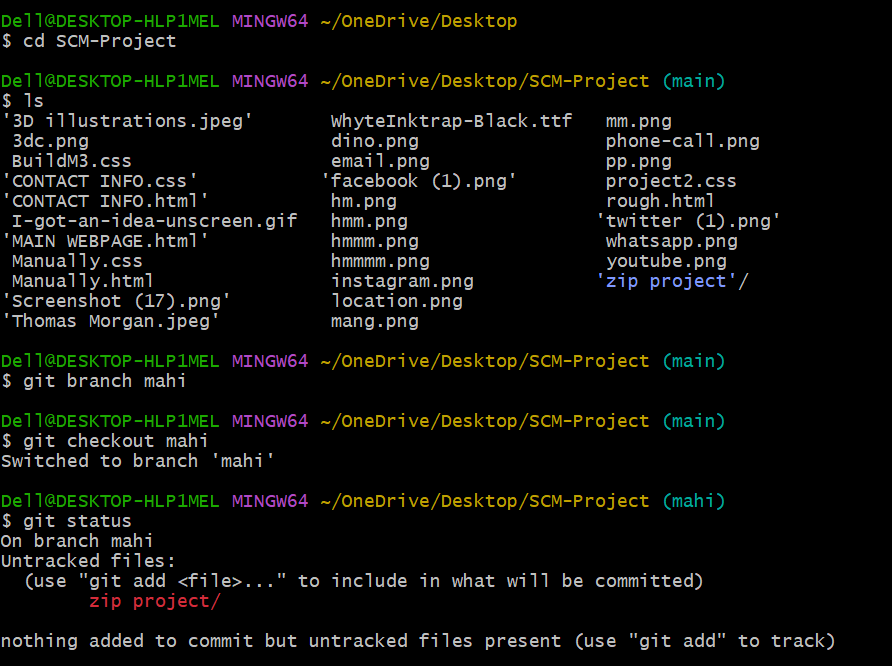 Dell@DESKTOP-HLP1MEL MINGW64 ~/OneDrive/Desktop
$ cd SCM-Project
Dell@DESKTOP-HLP1MEL MINGW64 ~/OneDrive/Desktop/SCM-Project (main)
$ ls
'3D illustrations.jpeg'        WhyteInktrap-Black.ttf   mm.png
 3dc.png                       dino.png                 phone-call.png
 BuildM3.css                   email.png                pp.png
'CONTACT INFO.css'            'facebook (1).png'        project2.css
'CONTACT INFO.html'            hm.png                   rough.html
 I-got-an-idea-unscreen.gif    hmm.png                 'twitter (1).png'
'MAIN WEBPAGE.html'            hmmm.png                 whatsapp.png
 Manually.css                  hmmmm.png                youtube.png
 Manually.html                 instagram.png           'zip project'/
'Screenshot (17).png'          location.png
'Thomas Morgan.jpeg'           mang.png
Dell@DESKTOP-HLP1MEL MINGW64 ~/OneDrive/Desktop/SCM-Project (main)
$ git branch mahi
Dell@DESKTOP-HLP1MEL MINGW64 ~/OneDrive/Desktop/SCM-Project (main)
$ git checkout mahi
Switched to branch 'mahi'
Dell@DESKTOP-HLP1MEL MINGW64 ~/OneDrive/Desktop/SCM-Project (mahi)
$ git status
On branch mahi
Untracked files:
  (use "git add <file>..." to include in what will be committed)
        zip project/
nothing added to commit but untracked files present (use "git add" to track)